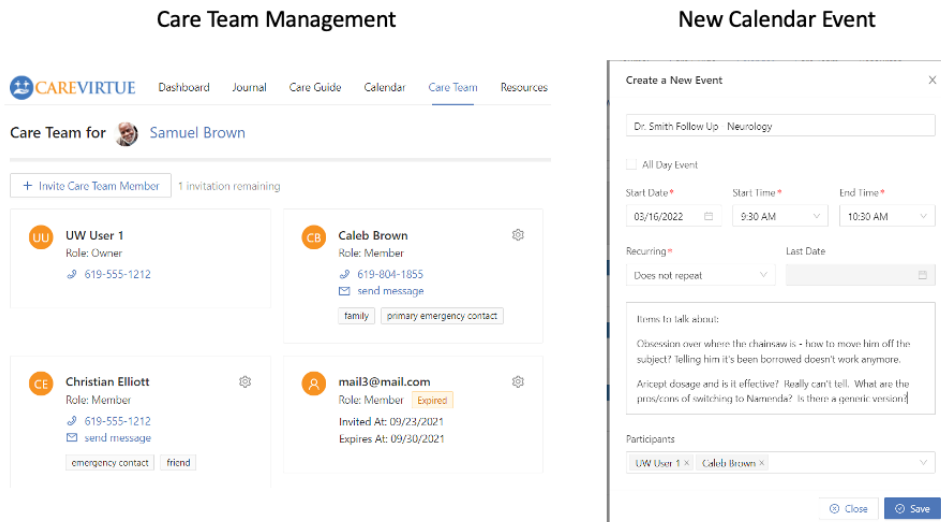 Care Team Management
New Calendar Event
CAREVIRTUE
Dashboard Journal Care Guide Calendar Care Team Resources
Care Team for Samuel Brown
+ Invite Care Team Member 1 invitation remaining
UU UW User 1
Role: Owner
619-555-1212
CB Caleb Brown
Role: Member
619-804-1855
send message
family primary emergency contact
CE Christian Elliott
Role: Member
619-555-1212
send message
emergency contact friend
mail3@mail.com
Role: Member Expired
Invited At: 09/23/2021
Expires At: 09/30/2021
Create a New Event
Dr. Smith Follow Up Neurology
All Day Event
Start Date* Start Time* End Time*
03/16/2022 9:30 AM 10:30 AM
Recurring* Last Date
Does not repeat
Items to talk about:
Obsession over where the chainsaw is - how to move him off the
subject? Telling him it's been borrowed doesn't work anymore.
Aricept dosage and is it effective? Really can't tell. What are the
pros/cons of switching to Namenda? Is there a generic version?
Participants
UW User 1 × Caleb Brown ×
Close Save